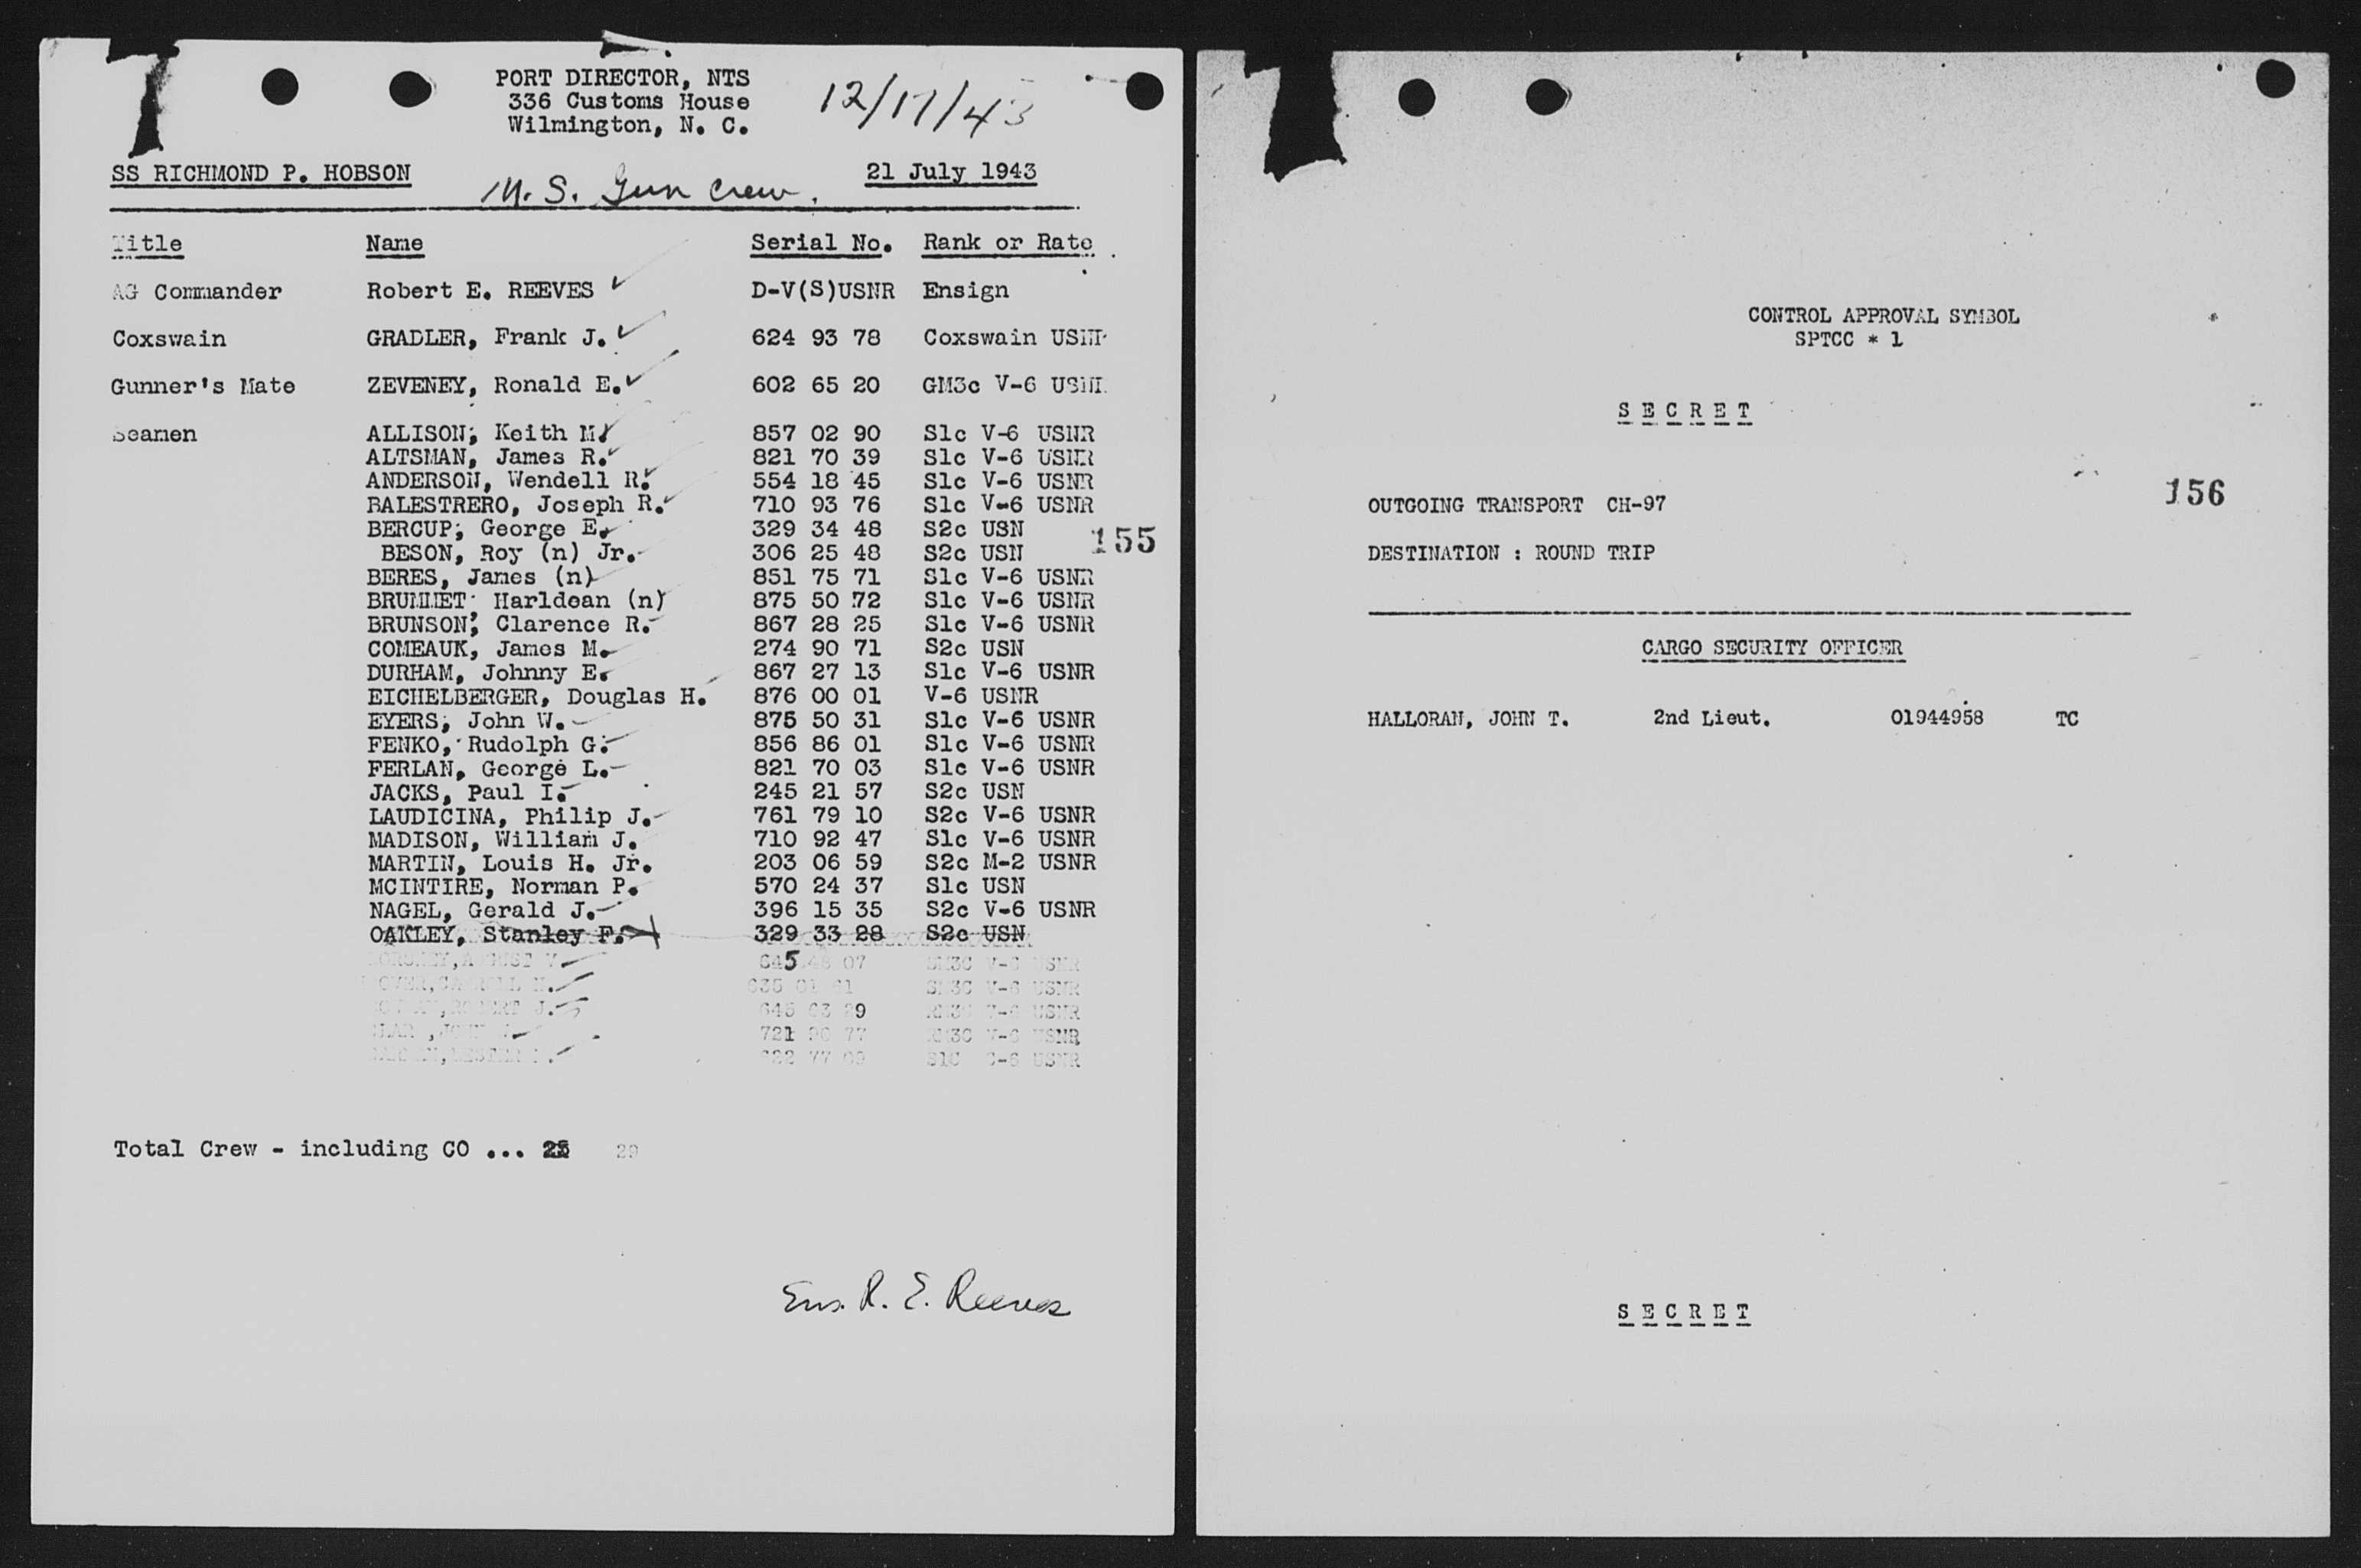 PORT DIRECTOR, NTS
336 Customs House
Wilmington, N. C.
12/17/43
SS RICHMOND P. HOBSON
M. S. Gun Crew.
21 July 1943
Title Name Serial No. Rank or Rate
AG Commander Robert E. REEVES D-V(S)USNR Ensign
Coxswain GRADLER, Frank J. 624 93 78 Coxswain
Gunner's Mate ZEVENEY, Ronald E. 602 65 20 GM3c V-6
Seamen ALLISON, Keith M. 857 02 90 S1c V-6 USNR
ALTSMAN, James R. 821 70 39 S1c V-6 USNR
ANDERSON, Wendell R. 554 18 45 S1c V-6 USNR
BALESTRERO, Joseph R. 710 93 76 S1c V-6 USNR
BERCUP, George E. 329 34 48 S2c USN
155
BESON, Roy (n) Jr. 306 25 48 S2c USN
BERES, James (n) 851 75 71 S1c V-6 USNR
BRUMMET, Harldean (n) 875 50 72 S1c V-6 USNR
BRUNSON, Clarence R. 867 28 25 S1c V-6 USNR
COMEAUK, James M. 274 90 71 S2c USN
DURHAM, Johnny E. 867 27 13 S1c V-6 USNR
EICHELBERGER, Douglas H. 876 00 01 V-6 USNR
EYERS, John W. 875 50 31 S1c V-6 USNR
FENKO, Rudolph G. 856 86 01 S1c V-6 USNR
FERLAN, George L. 821 70 03 S1c V-6 USNR
JACKS, Paul I. 245 21 57 S2c USN
LAUDICINA, Philip J. 761 79 10 S2c V-6 USNR
MADISON, William J. 710 92 47 S1c V-6 USNR
MARTIN, Louis H. Jr. 203 06 59 S2c M-2 USNR
MCINTIRE, Norman P. 570 24 37 S1c USN
NAGEL, Gerald J. 396 15 35 S2c V-6 USNR
OAKLEY, Stanley F. 329 33 28 S2c USN
USNR
V-6 USNR
USNR
V-6 USNR
S1C USNR
Total Crew - including CO ... 29
Ens. R. E. Reeves
CONTROL APPROVAL SYMBOL
SPTCC * 1
SECRET
156
OUTGOING TRANSPORT CH-97
DESTINATION : ROUND TRIP
CARGO SECURITY OFFICER
HALLORAN, JOHN T. 2nd Lieut. 01944958 TC
SECRET